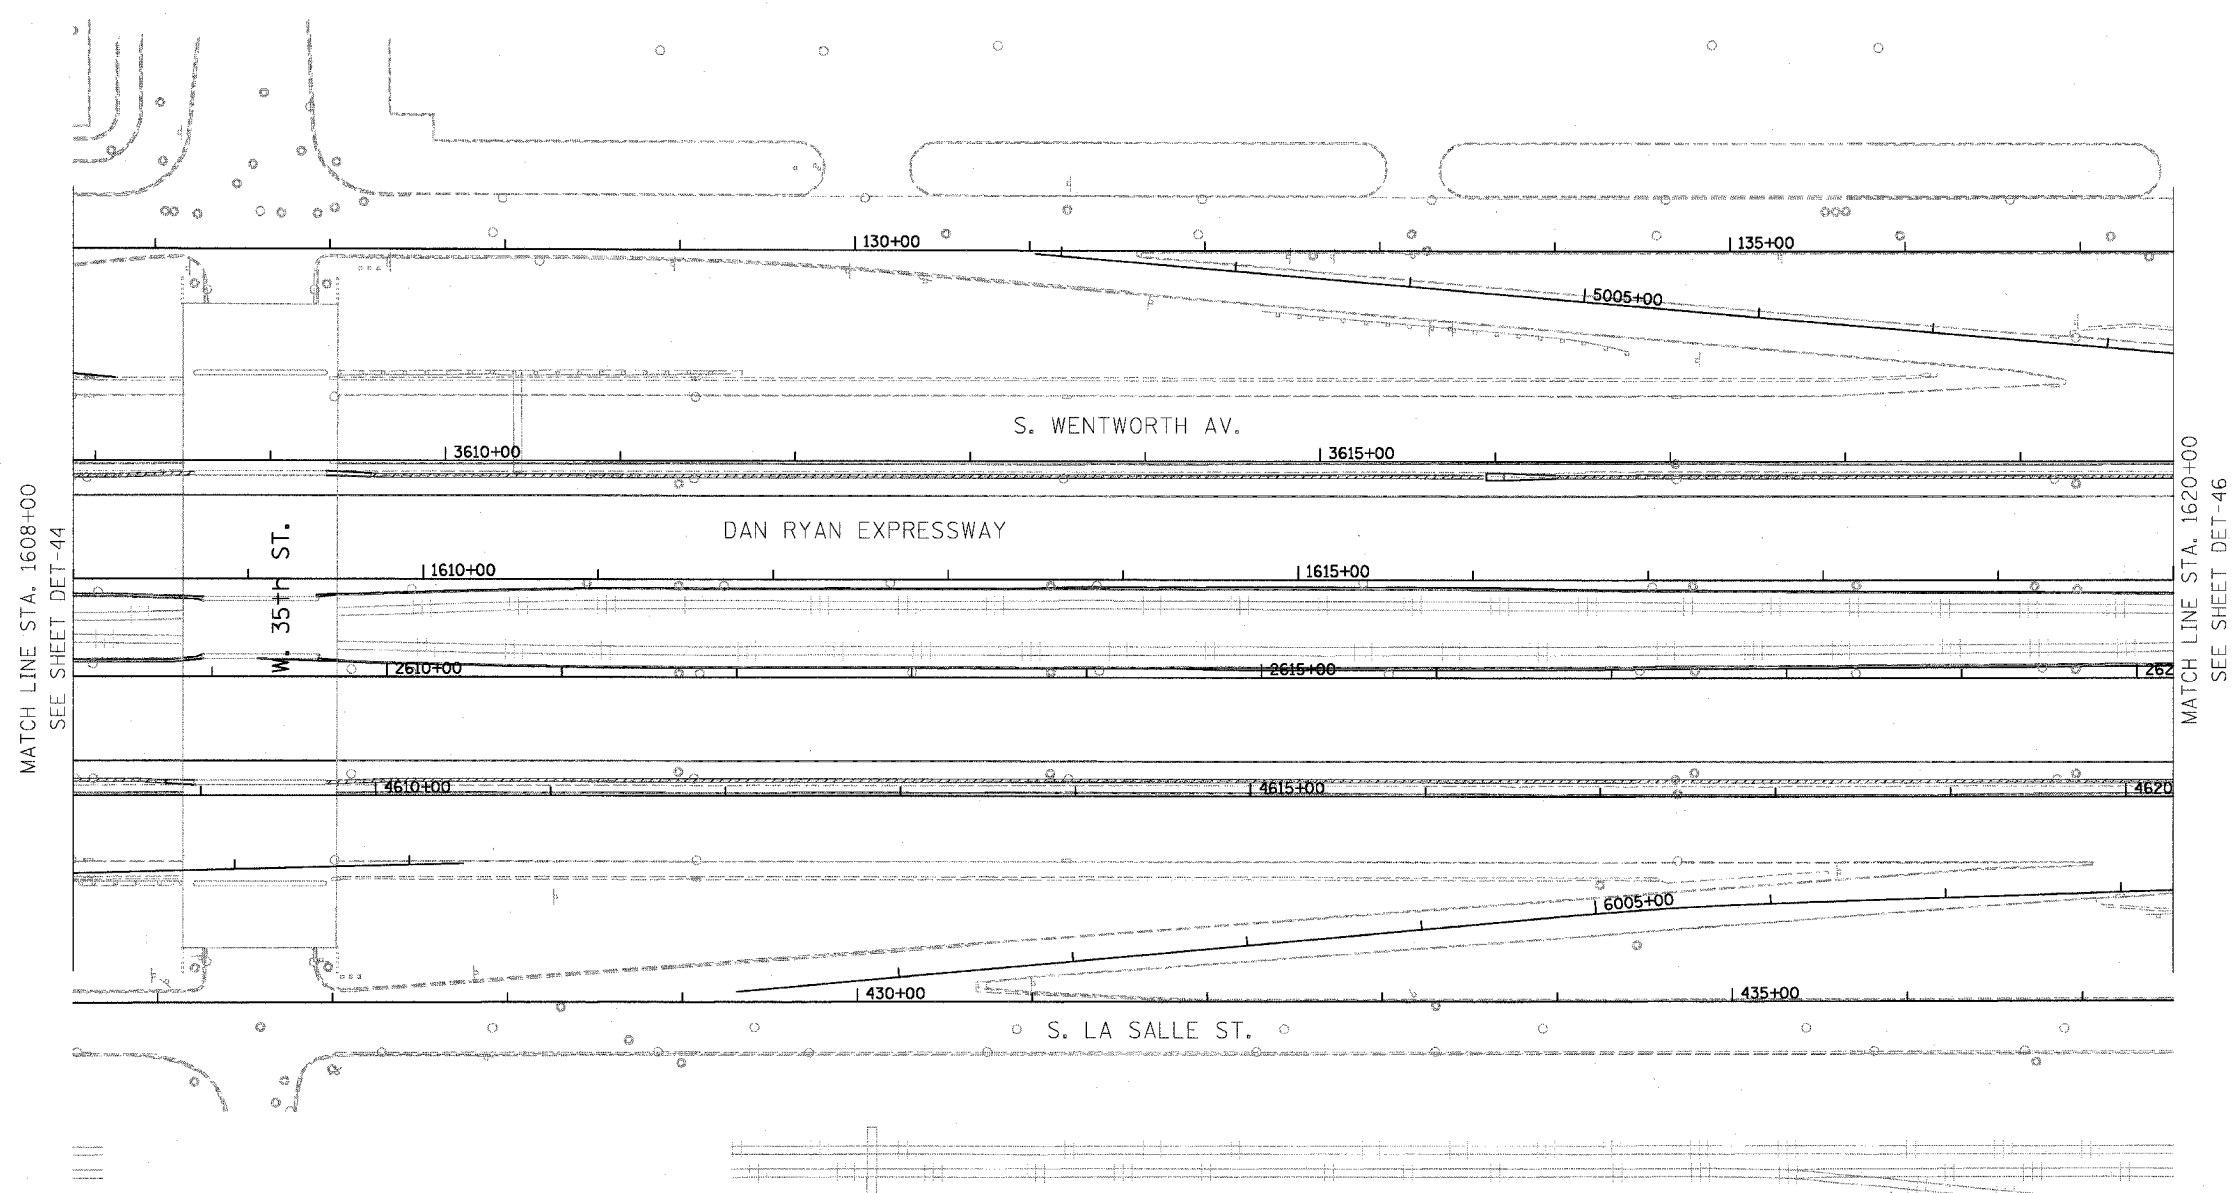 130+00
135+00
5005+00
S. WENTWORTH AV.
3610+00
3615+00
DAN RYAN EXPRESSWAY
MATCH LINE STA. 1608+00
SEE SHEET DET-44
W. 35th ST.
MATCH LINE STA. 1620+00
SEE SHEET DET-46
1610+00
1615+00
2610+00
2615+00
262
4610+00
4615+00
4620
6005+00
430+00
435+00
S. LA SALLE ST.